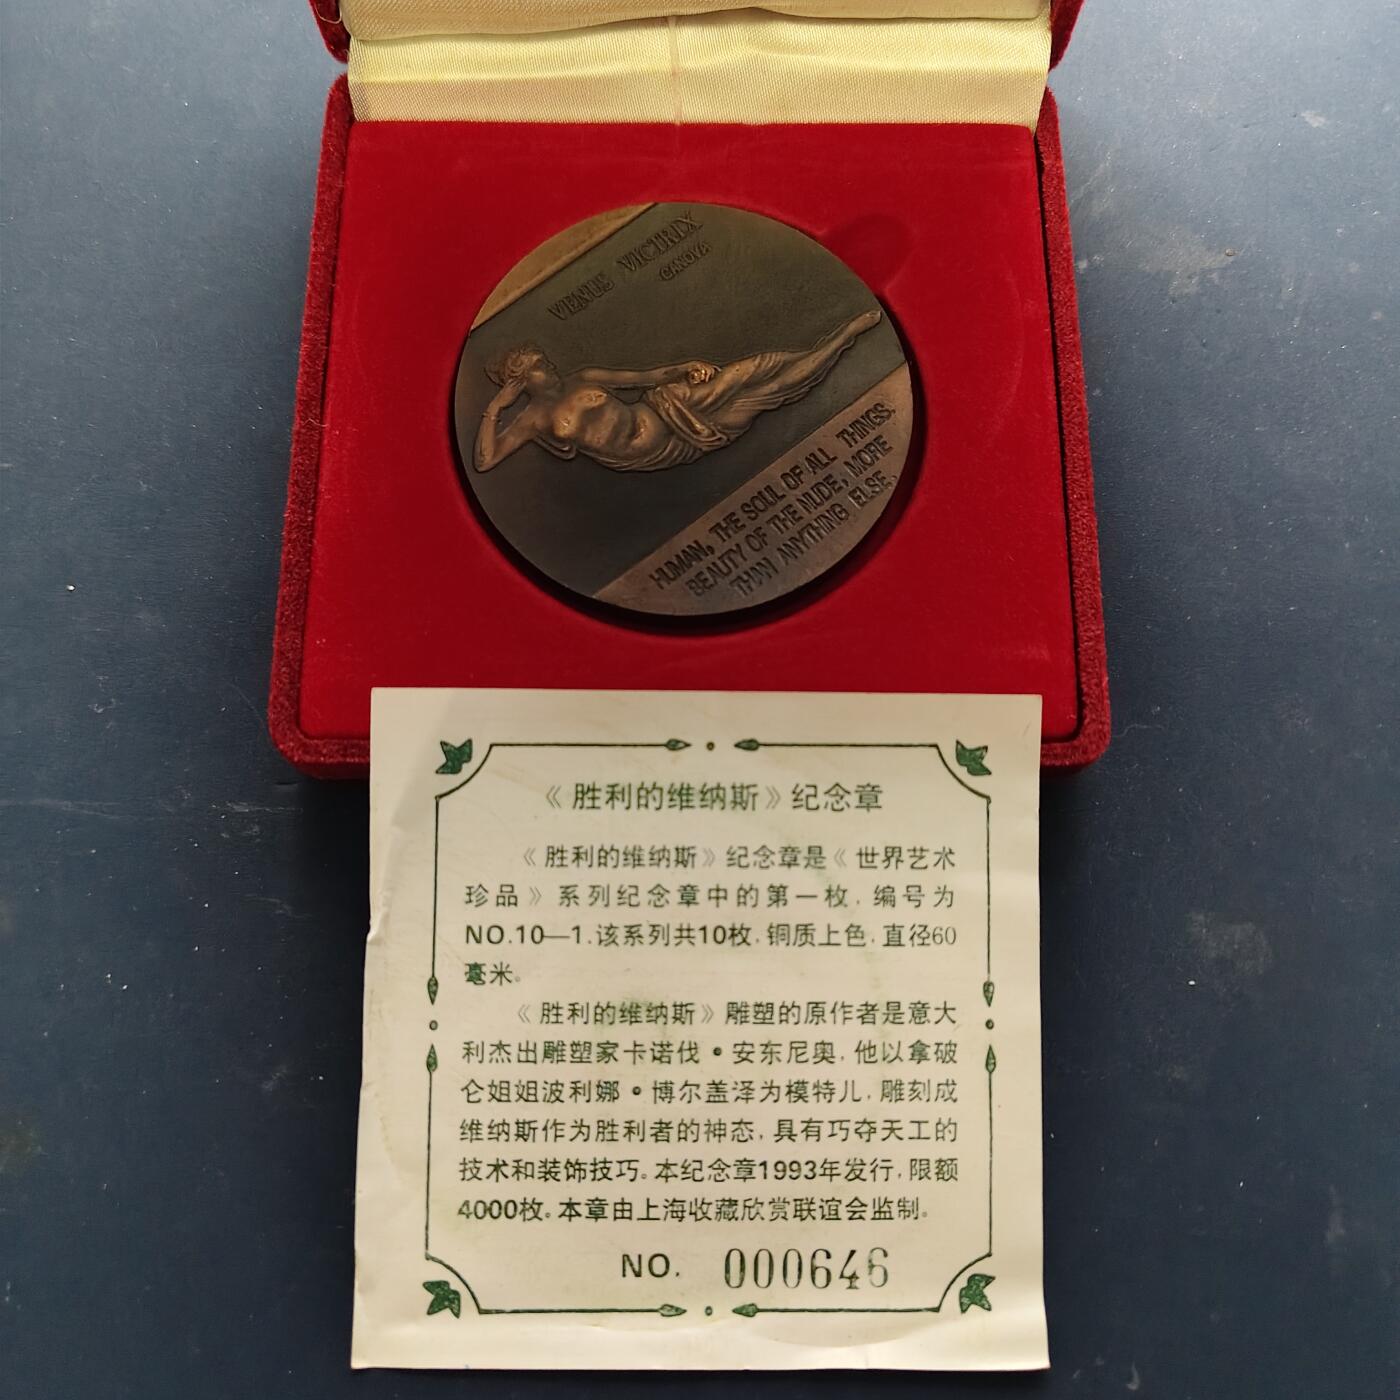 VENUS VICTRIX
CANOVA
HUMAN, THE SOUL OF ALL THINGS.
BEAUTY OF THE NUDE, MORE
THAN ANYTHING ELSE.
《胜利的维纳斯》纪念章
《胜利的维纳斯》纪念章是《世界艺术
珍品》系列纪念章中的第一枚，编号为
NO.10—1.该系列共10枚，铜质上色，直径60
毫米。
《胜利的维纳斯》雕塑的原作者是意大
利杰出雕塑家卡诺伐•安东尼奥，他以拿破
仑姐姐波利娜•博尔盖泽为模特儿，雕刻成
维纳斯作为胜利者的神态，具有巧夺天工的
技术和装饰技巧。本纪念章1993年发行，限额
4000枚。本章由上海收藏欣赏联谊会监制。
NO. 000646